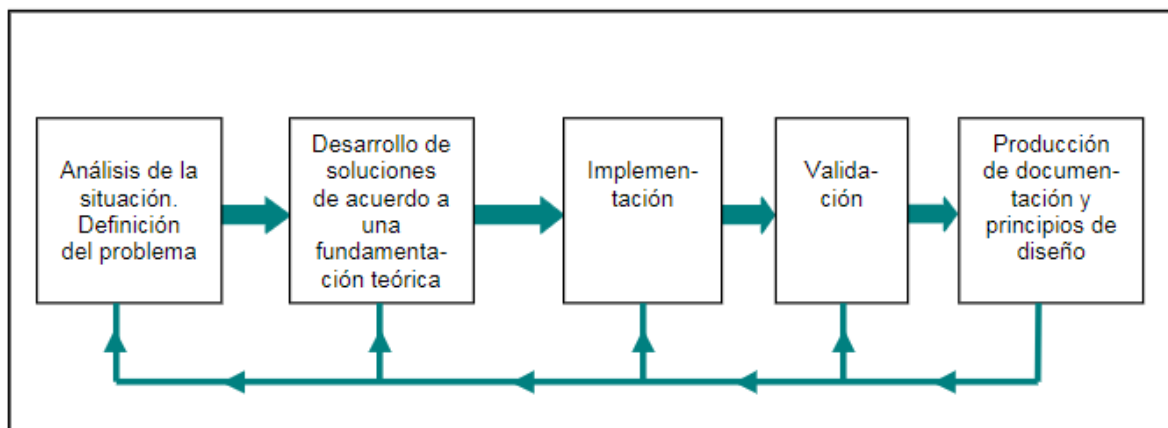 Análisis de la
situación.
Definición
del problema
Desarrollo de
soluciones
de acuerdo a
una
fundamenta-
ción teórica
Implemen-
tación
Valida-
ción
Producción
de documen-
tación y
principios de
diseño